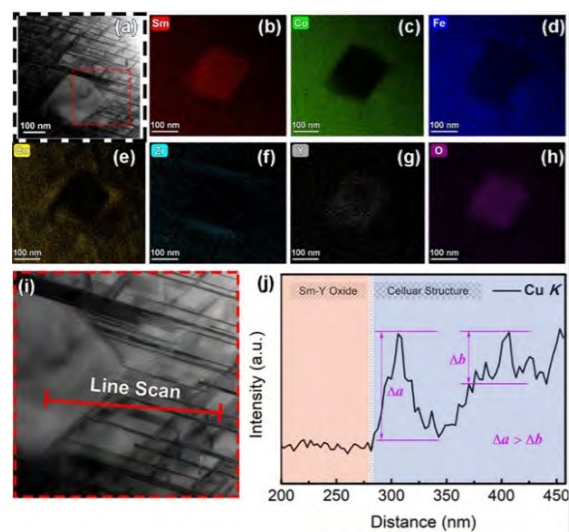 (a)
100 nm
Sm
(b)
100 nm
Co
(c)
100 nm
Fe
(d)
100 nm
Cu
(e)
100 nm
Zr
(f)
100 nm
Y
(g)
100 nm
O
(h)
100 nm
(i)
Line Scan
(j)
Sm-Y Oxide
Celluar Structure
Cu K
Δa
Δb
Δa > Δb
Intensity (a.u.)
200 250 300 350 400 450
Distance (nm)